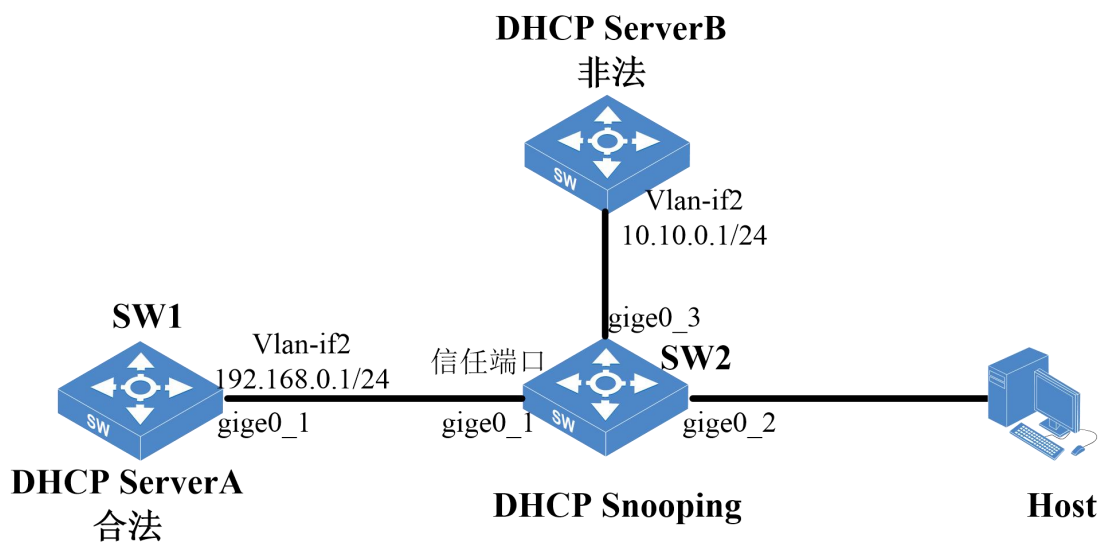 DHCP ServerB
非法
SW
Vlan-if2
10.10.0.1/24
gige0_3
SW1
Vlan-if2
192.168.0.1/24
信任端口
SW2
SW
gige0_1
gige0_1
SW
gige0_2
DHCP ServerA
合法
DHCP Snooping
Host